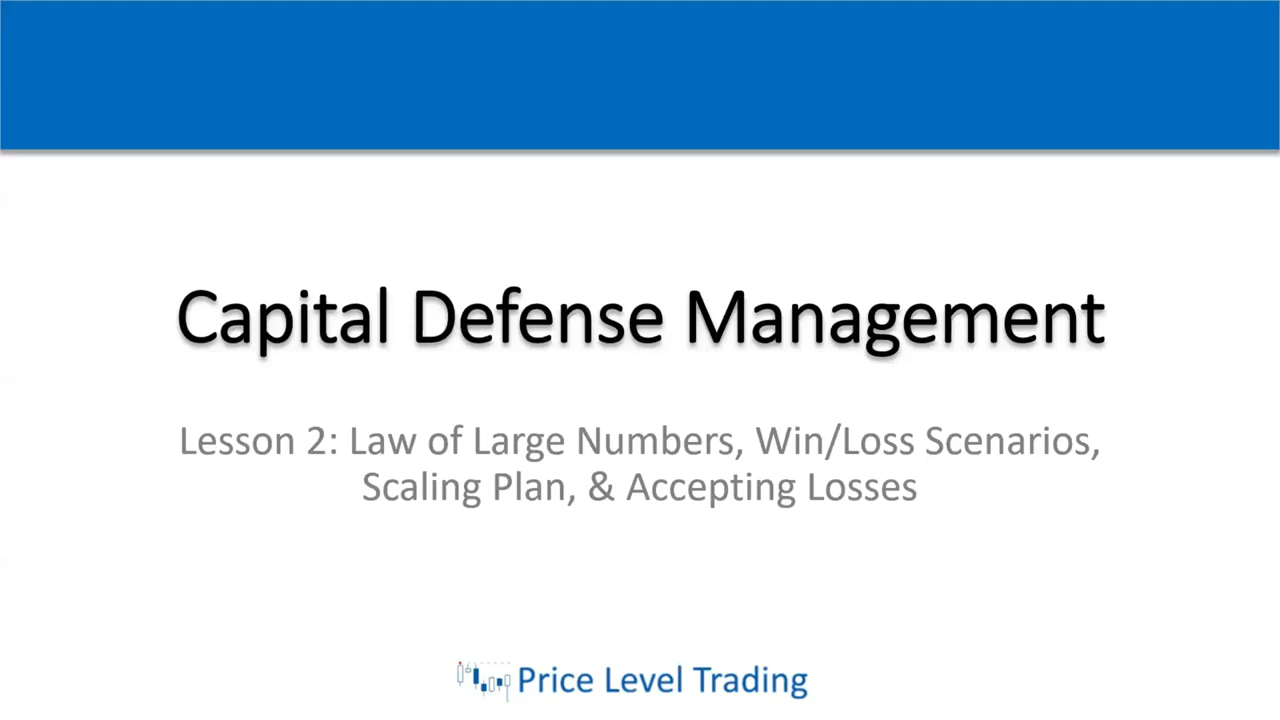 Capital Defense Management
Lesson 2: Law of Large Numbers, Win/Loss Scenarios,
Scaling Plan, & Accepting Losses
Price Level Trading